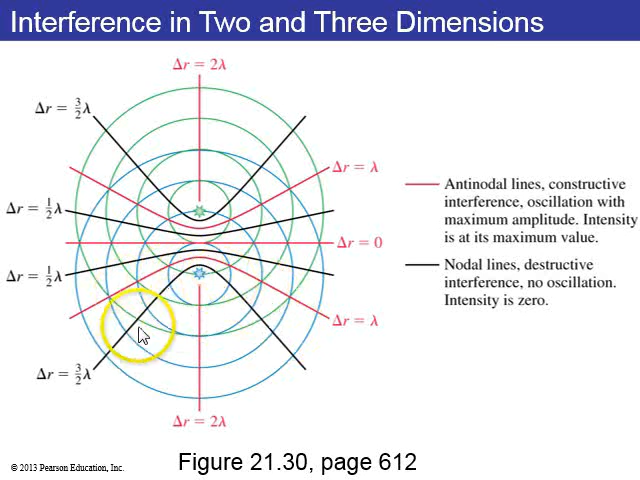 Interference in Two and Three Dimensions
Δr = 2λ
Δr = 3/2 λ
Δr = λ
Δr = 1/2 λ
Δr = 0
Δr = 1/2 λ
Δr = λ
Δr = 3/2 λ
Δr = 2λ
Antinodal lines, constructive
interference, oscillation with
maximum amplitude. Intensity
is at its maximum value.
Nodal lines, destructive
interference, no oscillation.
Intensity is zero.
© 2013 Pearson Education, Inc.
Figure 21.30, page 612